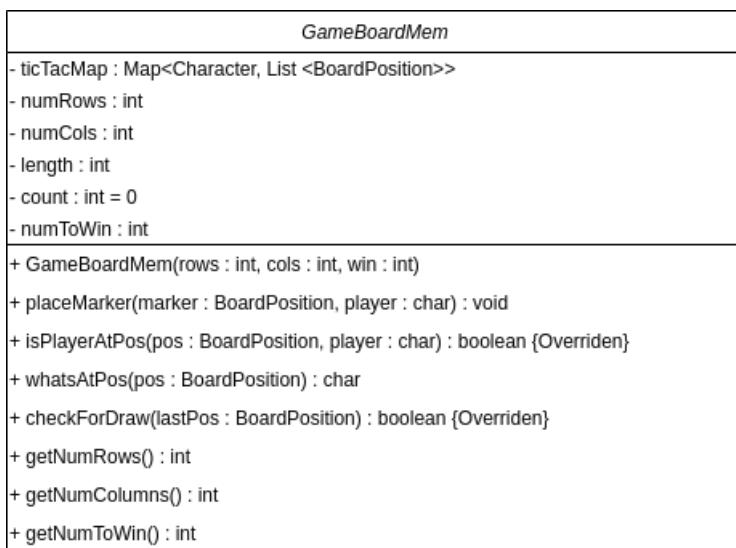 GameBoardMem
- ticTacMap : Map<Character, List <BoardPosition>>
- numRows : int
- numCols : int
- length : int
- count : int = 0
- numToWin : int
+ GameBoardMem(rows : int, cols : int, win : int)
+ placeMarker(marker : BoardPosition, player : char) : void
+ isPlayerAtPos(pos : BoardPosition, player : char) : boolean {Overriden}
+ whatsAtPos(pos : BoardPosition) : char
+ checkForDraw(lastPos : BoardPosition) : boolean {Overriden}
+ getNumRows() : int
+ getNumColumns() : int
+ getNumToWin() : int